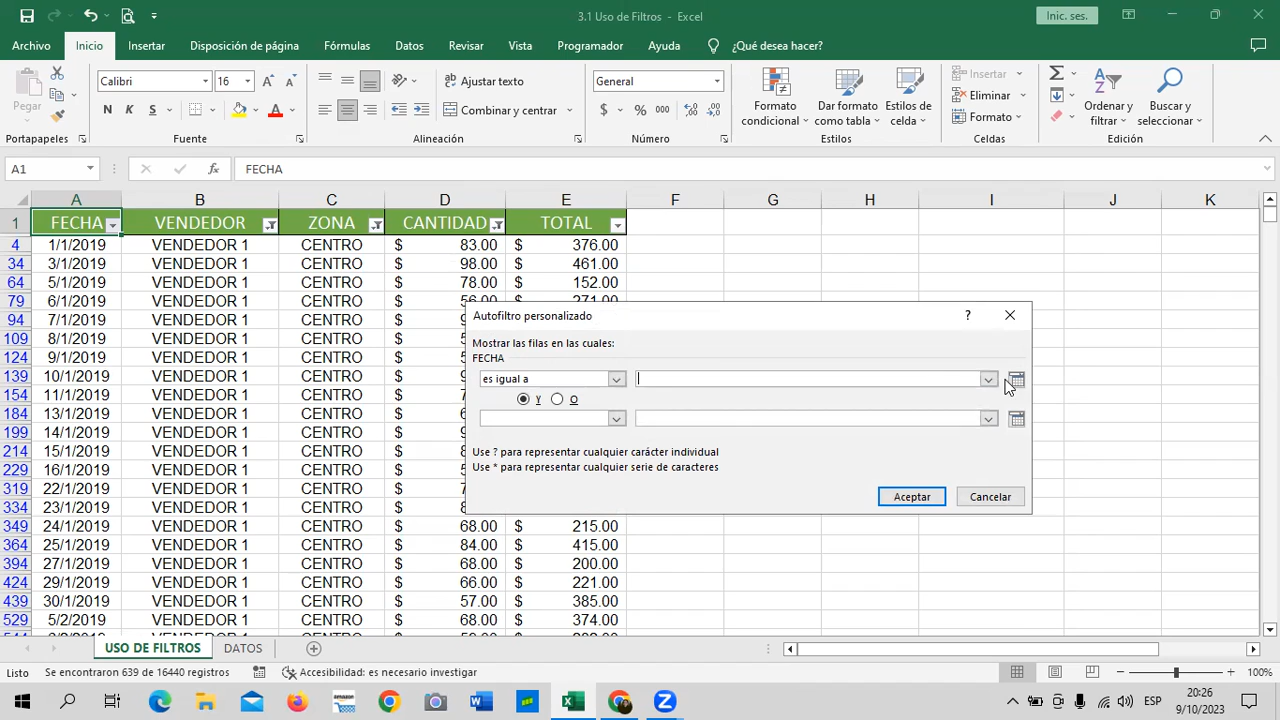 3.1 Uso de Filtros - Excel
Inic. ses.
Archivo Inicio Insertar Disposición de página Fórmulas Datos Revisar Vista Programador Ayuda ¿Qué desea hacer?
Pegar
Calibri 16
N K S
Ajustar texto
Combinar y centrar
General
$ % 000
Formato condicional
Dar formato como tabla
Estilos de celda
Insertar
Eliminar
Formato
Ordenar y filtrar
Buscar y seleccionar
Portapapeles Fuente Alineación Número Estilos Celdas Edición
A1 fx FECHA
A B C D E F G H I J K
1 FECHA VENDEDOR ZONA CANTIDAD TOTAL
4 1/1/2019 VENDEDOR 1 CENTRO $ 83.00 $ 376.00
34 3/1/2019 VENDEDOR 1 CENTRO $ 98.00 $ 461.00
64 5/1/2019 VENDEDOR 1 CENTRO $ 78.00 $ 152.00
79 6/1/2019 VENDEDOR 1 CENTRO $ 56.00 $ 271.00
94 7/1/2019 VENDEDOR 1 CENTRO $
109 8/1/2019 VENDEDOR 1 CENTRO $
124 9/1/2019 VENDEDOR 1 CENTRO $
139 10/1/2019 VENDEDOR 1 CENTRO $
154 11/1/2019 VENDEDOR 1 CENTRO $
184 13/1/2019 VENDEDOR 1 CENTRO $
199 14/1/2019 VENDEDOR 1 CENTRO $
214 15/1/2019 VENDEDOR 1 CENTRO $
229 16/1/2019 VENDEDOR 1 CENTRO $
319 22/1/2019 VENDEDOR 1 CENTRO $
334 23/1/2019 VENDEDOR 1 CENTRO $
349 24/1/2019 VENDEDOR 1 CENTRO $ 68.00 $ 215.00
364 25/1/2019 VENDEDOR 1 CENTRO $ 84.00 $ 415.00
394 27/1/2019 VENDEDOR 1 CENTRO $ 68.00 $ 200.00
424 29/1/2019 VENDEDOR 1 CENTRO $ 66.00 $ 221.00
439 30/1/2019 VENDEDOR 1 CENTRO $ 57.00 $ 385.00
529 5/2/2019 VENDEDOR 1 CENTRO $ 68.00 $ 374.00
Autofiltro personalizado ?
Mostrar las filas en las cuales:
FECHA
es igual a
Y O
Use ? para representar cualquier carácter individual
Use * para representar cualquier serie de caracteres
Aceptar Cancelar
USO DE FILTROS DATOS
Listo Se encontraron 639 de 16440 registros Accesibilidad: es necesario investigar 100%
ESP
20:26
9/10/2023